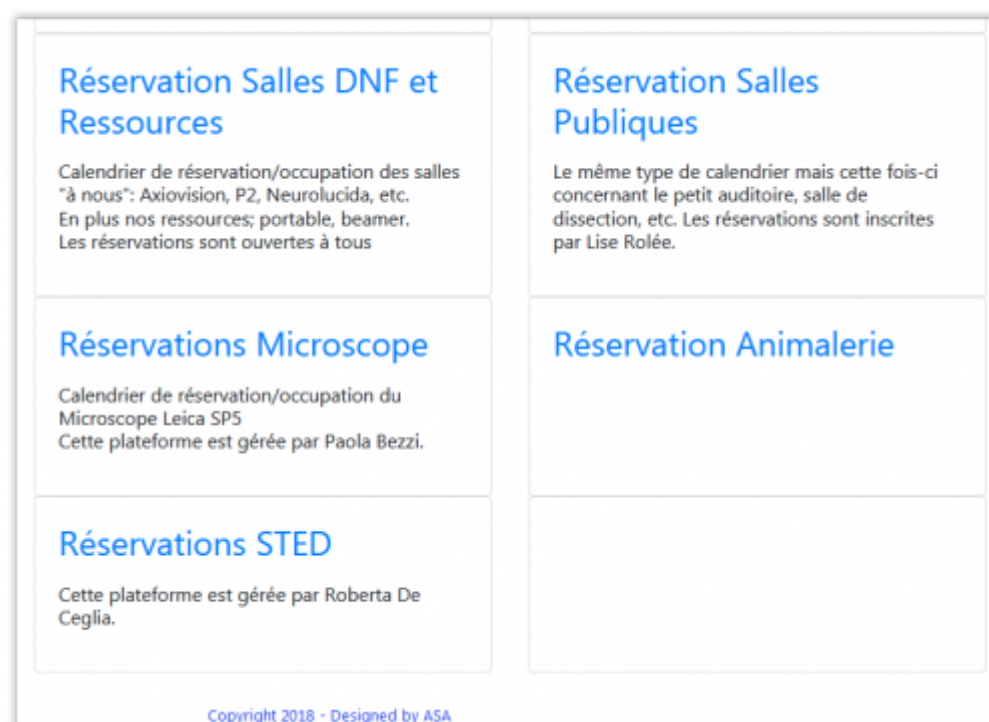 Réservation Salles DNF et
Ressources
Calendrier de réservation/occupation des salles
"à nous": Axiovision, P2, Neurolucida, etc.
En plus nos ressources; portable, beamer.
Les réservations sont ouvertes à tous
Réservation Salles
Publiques
Le même type de calendrier mais cette fois-ci
concernant le petit auditoire, salle de
dissection, etc. Les réservations sont inscrites
par Lise Rolée.
Réservations Microscope
Calendrier de réservation/occupation du
Microscope Leica SP5
Cette plateforme est gérée par Paola Bezzi.
Réservation Animalerie
Réservations STED
Cette plateforme est gérée par Roberta De
Ceglia.
Copyright 2018 - Designed by ASA